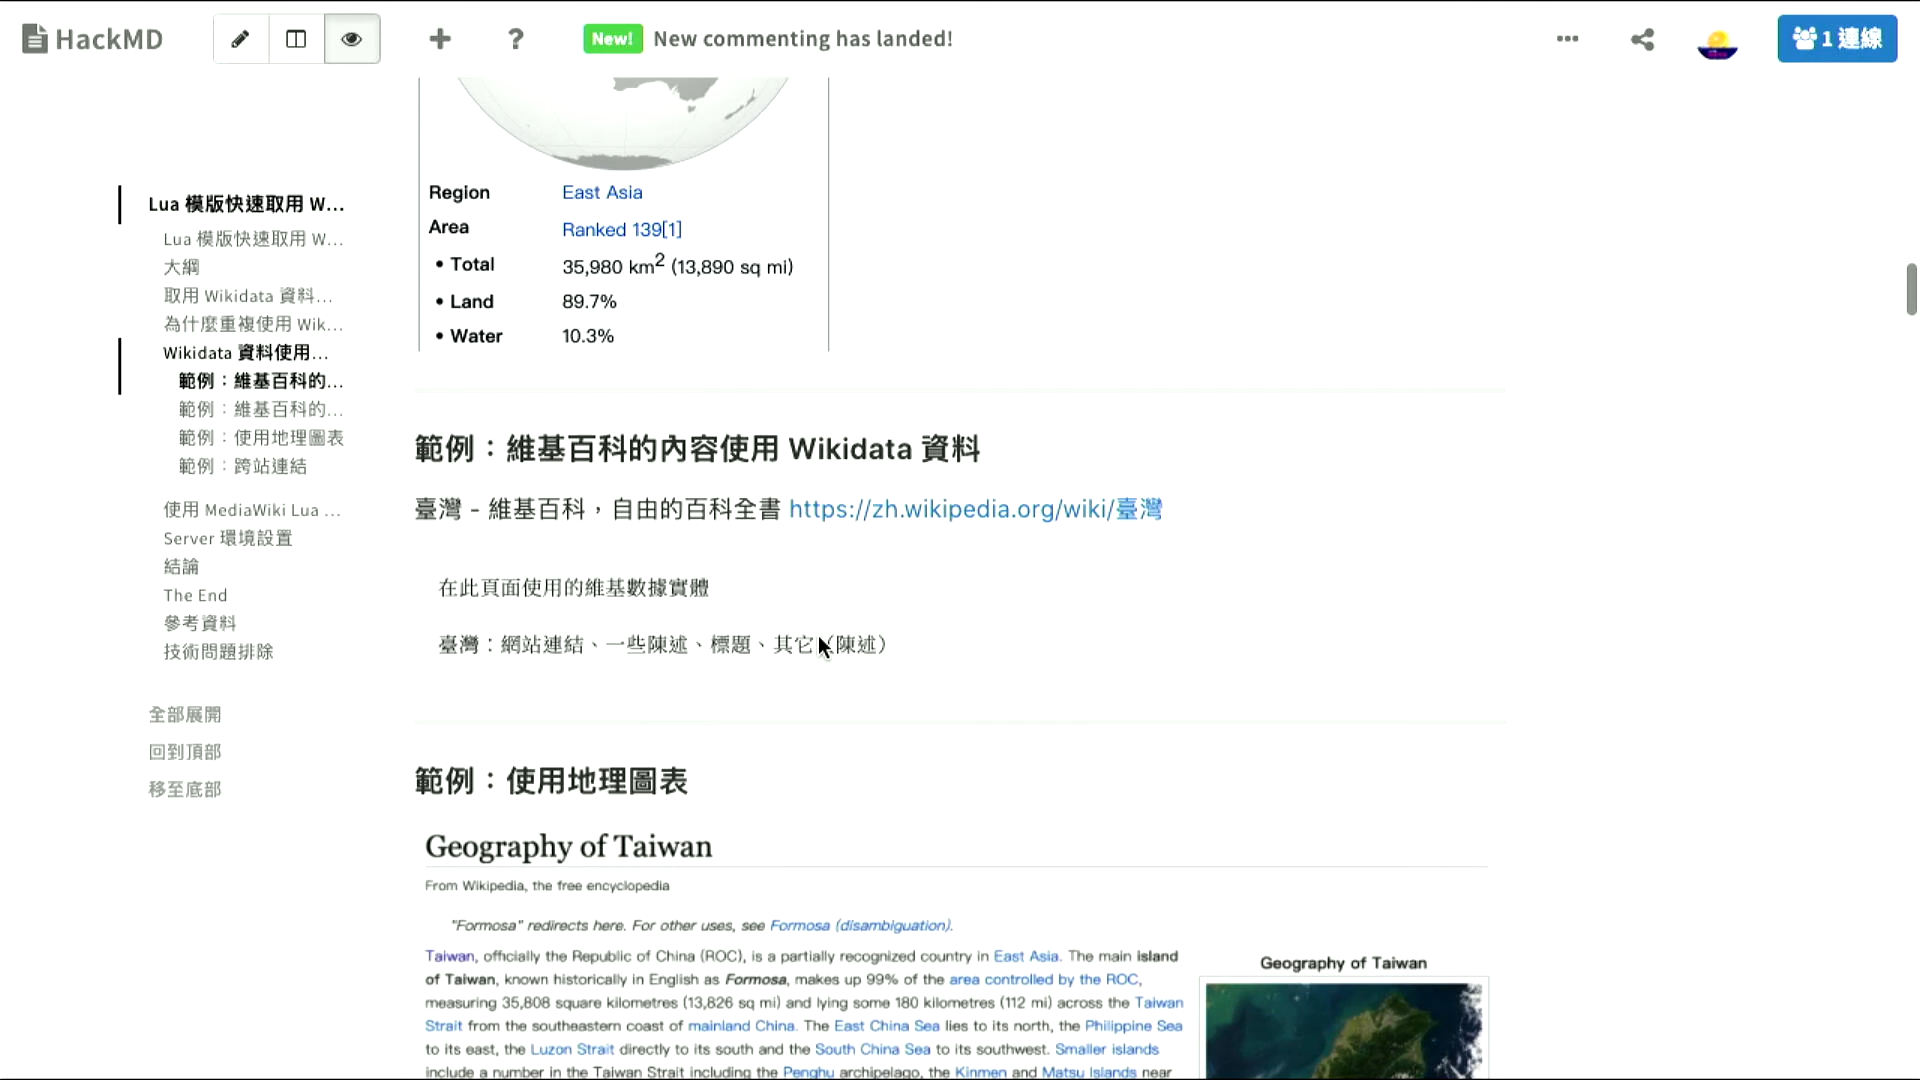 HackMD
New! New commenting has landed!
1 連線
Lua 模版快速取用 W...
Lua 模版快速取用 W...
大綱
取用 Wikidata 資料...
為什麼重複使用 Wik...
Wikidata 資料使用...
範例：維基百科的...
範例：維基百科的...
範例：使用地理圖表
範例：跨站連結
使用 MediaWiki Lua ...
Server 環境設置
結論
The End
參考資料
技術問題排除
全部展開
回到頂部
移至底部
Region East Asia
Area Ranked 139[1]
• Total 35,980 km2 (13,890 sq mi)
• Land 89.7%
• Water 10.3%
範例：維基百科的內容使用 Wikidata 資料
臺灣 - 維基百科，自由的百科全書 https://zh.wikipedia.org/wiki/臺灣
在此頁面使用的維基數據實體
臺灣：網站連結、一些陳述、標題、其它（陳述）
範例：使用地理圖表
Geography of Taiwan
From Wikipedia, the free encyclopedia
"Formosa" redirects here. For other uses, see Formosa (disambiguation).
Taiwan, officially the Republic of China (ROC), is a partially recognized country in East Asia. The main island
of Taiwan, known historically in English as Formosa, makes up 99% of the area controlled by the ROC,
measuring 35,808 square kilometres (13,826 sq mi) and lying some 180 kilometres (112 mi) across the Taiwan
Strait from the southeastern coast of mainland China. The East China Sea lies to its north, the Philippine Sea
to its east, the Luzon Strait directly to its south and the South China Sea to its southwest. Smaller islands
include a number in the Taiwan Strait including the Penghu archipelago, the Kinmen and Matsu Islands near
Geography of Taiwan